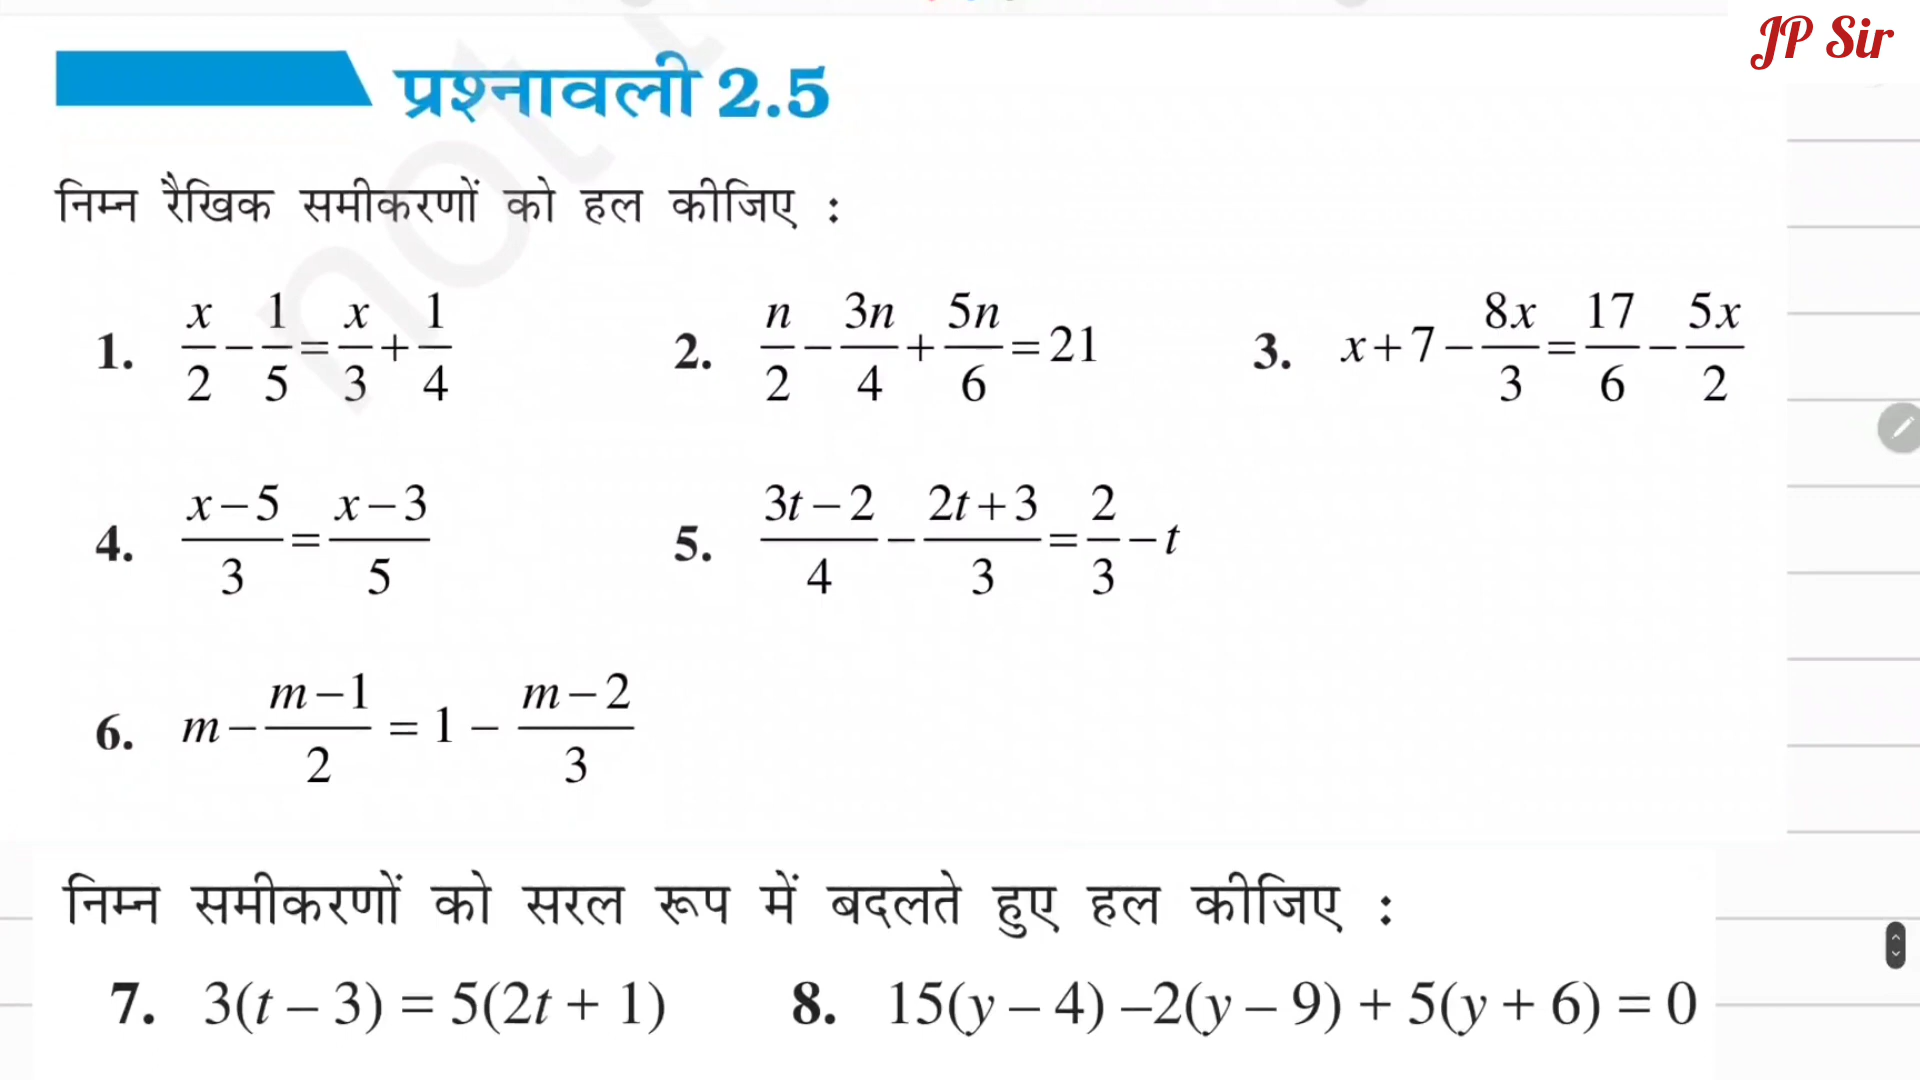 JP Sir
प्रश्नावली 2.5
not
निम्न रैखिक समीकरणों को हल कीजिए :
1. x/2 − 1/5 = x/3 + 1/4
2. n/2 − 3n/4 + 5n/6 = 21
3. x + 7 − 8x/3 = 17/6 − 5x/2
4. (x − 5)/3 = (x − 3)/5
5. (3t − 2)/4 − (2t + 3)/3 = 2/3 − t
6. m − (m − 1)/2 = 1 − (m − 2)/3
निम्न समीकरणों को सरल रूप में बदलते हुए हल कीजिए :
7. 3(t – 3) = 5(2t + 1)
8. 15(y – 4) –2(y – 9) + 5(y + 6) = 0